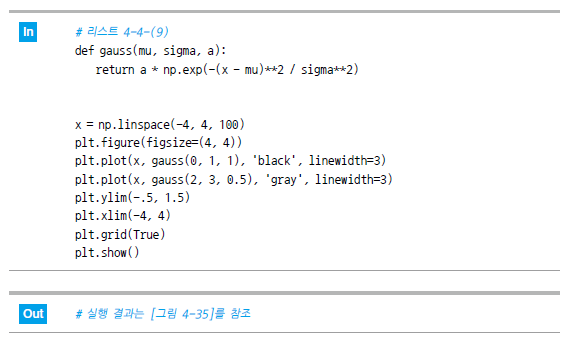 In
# 리스트 4-4-(9)
def gauss(mu, sigma, a):
    return a * np.exp(-(x - mu)**2 / sigma**2)
x = np.linspace(-4, 4, 100)
plt.figure(figsize=(4, 4))
plt.plot(x, gauss(0, 1, 1), 'black', linewidth=3)
plt.plot(x, gauss(2, 3, 0.5), 'gray', linewidth=3)
plt.ylim(-.5, 1.5)
plt.xlim(-4, 4)
plt.grid(True)
plt.show()
Out
# 실행 결과는 [그림 4-35]를 참조